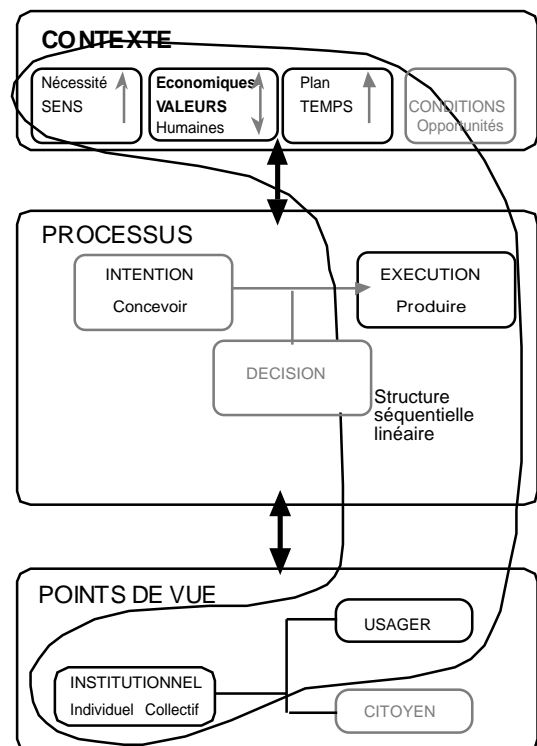 CONTEXTE
Nécessité
SENS
Economiques
VALEURS
Humaines
Plan
TEMPS
CONDITIONS
Opportunités
PROCESSUS
INTENTION
Concevoir
EXECUTION
Produire
DECISION
Structure
séquentielle
linéaire
POINTS DE VUE
USAGER
INSTITUTIONNEL
Individuel Collectif
CITOYEN